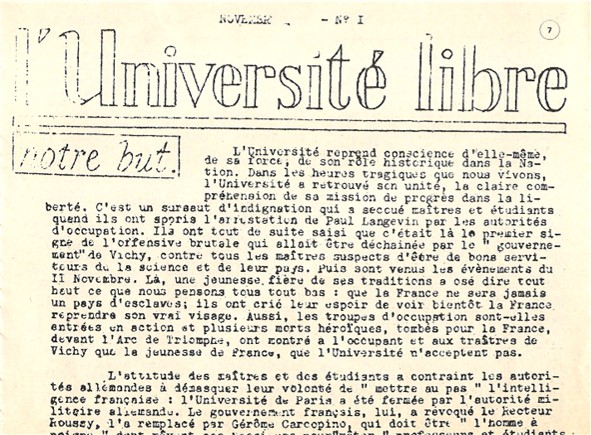 NOVEMBR - N° I
7
l'Université libre
notre but.
L'Université reprend conscience d'elle-même,
de sa force, de son rôle historique dans la Na-
tion. Dans les heures tragiques que nous vivons,
l'Université a retrouvé son unité, la claire com-
préhension de sa mission de progrès dans la li-
berté. C'est un sursaut d'indignation qui a secoué maîtres et étudiants
quand ils ont appris l'arrestation de Paul Langevin par les autorités
d'occupation. Ils ont tout de suite saisi que c'était là le premier si-
gne de l'offensive brutale qui allait être déchainée par le " gouverne-
ment" de Vichy, contre tous les maîtres suspects d'être de bons servi-
teurs de la science et de leur pays. Puis sont venus les évènements du
II Novembre. Là, une jeunesse fière de ses traditions a osé dire tout
haut ce que nous pensons tous tout bas : que la France ne sera jamais
un pays d'esclaves; ils ont crié leur espoir de voir bientôt la France
reprendre son vrai visage. Aussi, les troupes d'occupation sont-elles
entrées en action et plusieurs morts héroïques, tombés pour la France,
devant l'Arc de Triomphe, ont montré a l'occupant et aux traîtres de
Vichy que la jeunesse de France, que l'Université n'acceptent pas.
L'attitude des maîtres et des étudiants a contraint les autori-
tés allemandes à démasquer leur volonté de " mettre au pas " l'intelli-
gence française : l'Université de Paris a été fermée par l'autorité mi-
litaire allemande. Le gouvernement français, lui, a révoqué le Recteur
Roussy, l'a remplacé par Gérôme Carcopino, qui doit être " l'homme à
poigne "